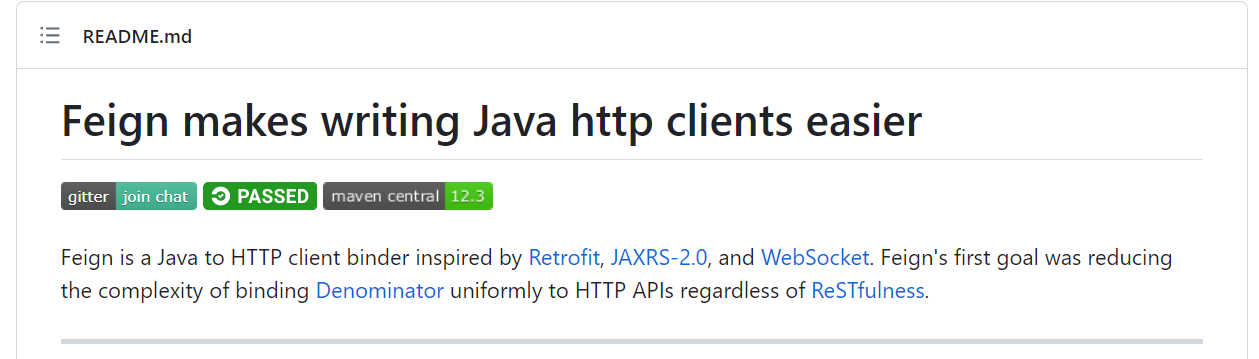 README.md
Feign makes writing Java http clients easier
gitter join chat PASSED maven central 12.3
Feign is a Java to HTTP client binder inspired by Retrofit, JAXRS-2.0, and WebSocket. Feign's first goal was reducing
the complexity of binding Denominator uniformly to HTTP APIs regardless of ReSTfulness.